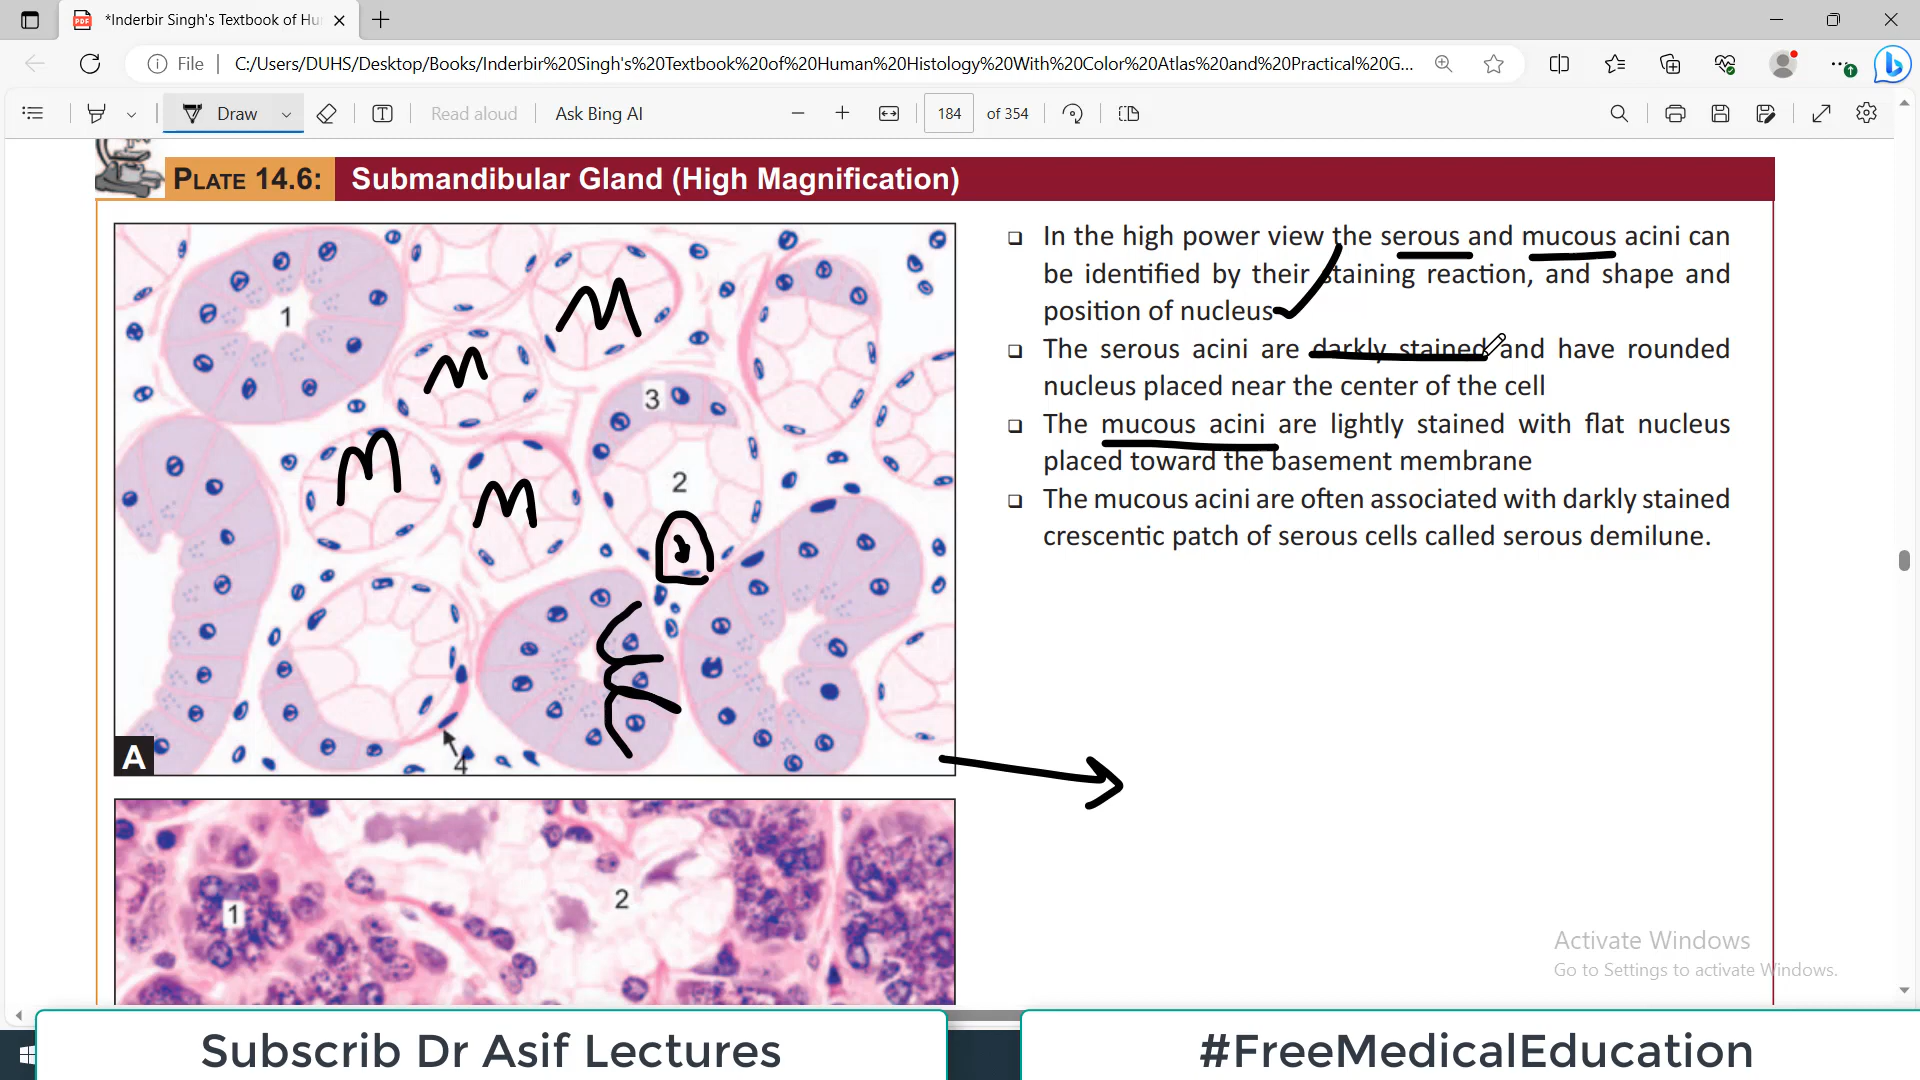 *Inderbir Singh's Textbook of Hu
File
C:/Users/DUHS/Desktop/Books/Inderbir%20Singh's%20Textbook%20of%20Human%20Histology%20With%20Color%20Atlas%20and%20Practical%20G...
Draw
Read aloud
Ask Bing AI
184 of 354
PLATE 14.6: Submandibular Gland (High Magnification)
In the high power view the serous and mucous acini can
be identified by their staining reaction, and shape and
position of nucleus
The serous acini are darkly stained and have rounded
nucleus placed near the center of the cell
The mucous acini are lightly stained with flat nucleus
placed toward the basement membrane
The mucous acini are often associated with darkly stained
crescentic patch of serous cells called serous demilune.
1
M
M
3
M
M
2
A
4
1
2
Activate Windows
Go to Settings to activate Windows.
Subscrib Dr Asif Lectures
#FreeMedicalEducation